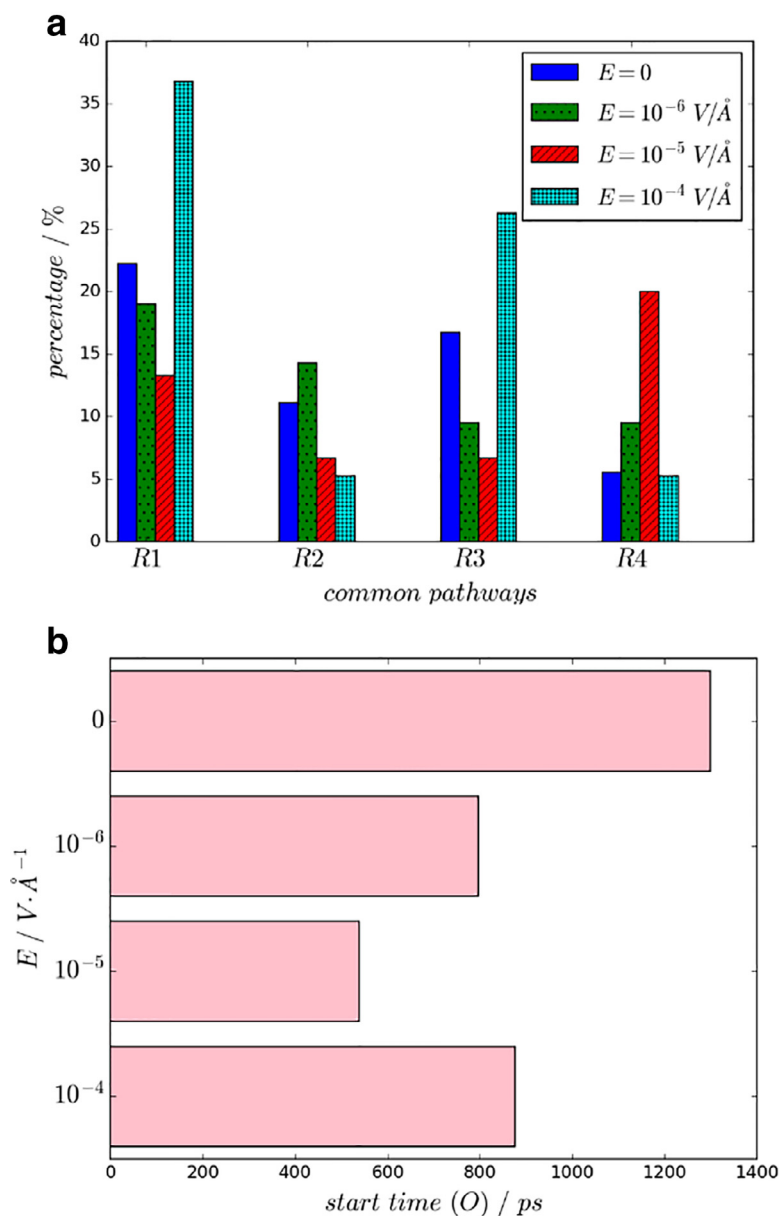 a
40
35
30
25
20
15
10
5
0
percentage / %
E = 0
E = 10⁻⁶ V/Å
E = 10⁻⁵ V/Å
E = 10⁻⁴ V/Å
R1 R2 R3 R4
common pathways
b
0
10⁻⁶
10⁻⁵
10⁻⁴
E / V·Å⁻¹
0 200 400 600 800 1000 1200 1400
start time (O) / ps